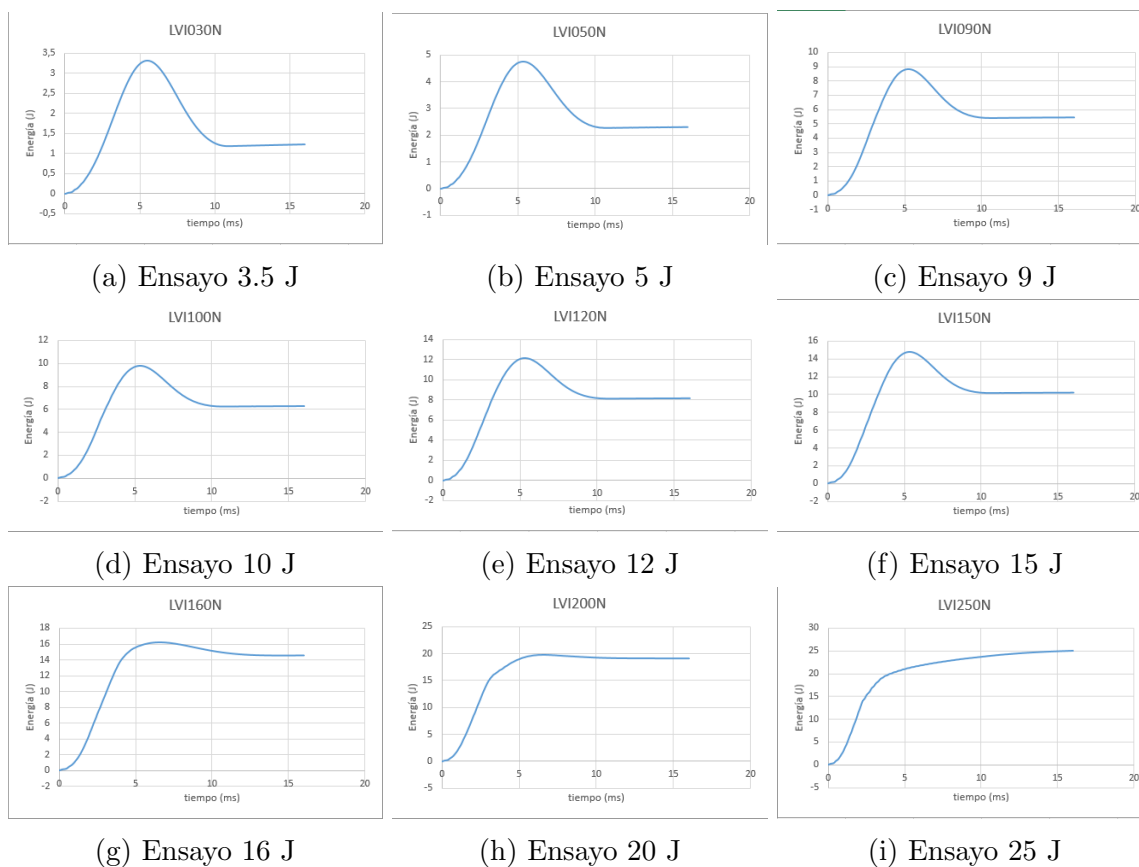 LVI030N
3,5
3
2,5
2
1,5
1
0,5
0
-0,5
0 5 10 15 20
Energía (J)
tiempo (ms)
(a) Ensayo 3.5 J
LVI050N
5
4
3
2
1
0
-1
0 5 10 15 20
Energía (J)
tiempo (ms)
(b) Ensayo 5 J
LVI090N
10
9
8
7
6
5
4
3
2
1
0
-1
0 5 10 15 20
Energía (J)
tiempo (ms)
(c) Ensayo 9 J
LVI100N
12
10
8
6
4
2
0
-2
0 5 10 15 20
Energía (J)
tiempo (ms)
(d) Ensayo 10 J
LVI120N
14
12
10
8
6
4
2
0
-2
0 5 10 15 20
Energía (J)
tiempo (ms)
(e) Ensayo 12 J
LVI150N
16
14
12
10
8
6
4
2
0
-2
0 5 10 15 20
Energía (J)
tiempo (ms)
(f) Ensayo 15 J
LVI160N
18
16
14
12
10
8
6
4
2
0
-2
0 5 10 15 20
Energía (J)
tiempo (ms)
(g) Ensayo 16 J
LVI200N
25
20
15
10
5
0
-5
0 5 10 15 20
Energía (J)
tiempo (ms)
(h) Ensayo 20 J
LVI250N
30
25
20
15
10
5
0
-5
0 5 10 15 20
Energía (J)
tiempo (ms)
(i) Ensayo 25 J